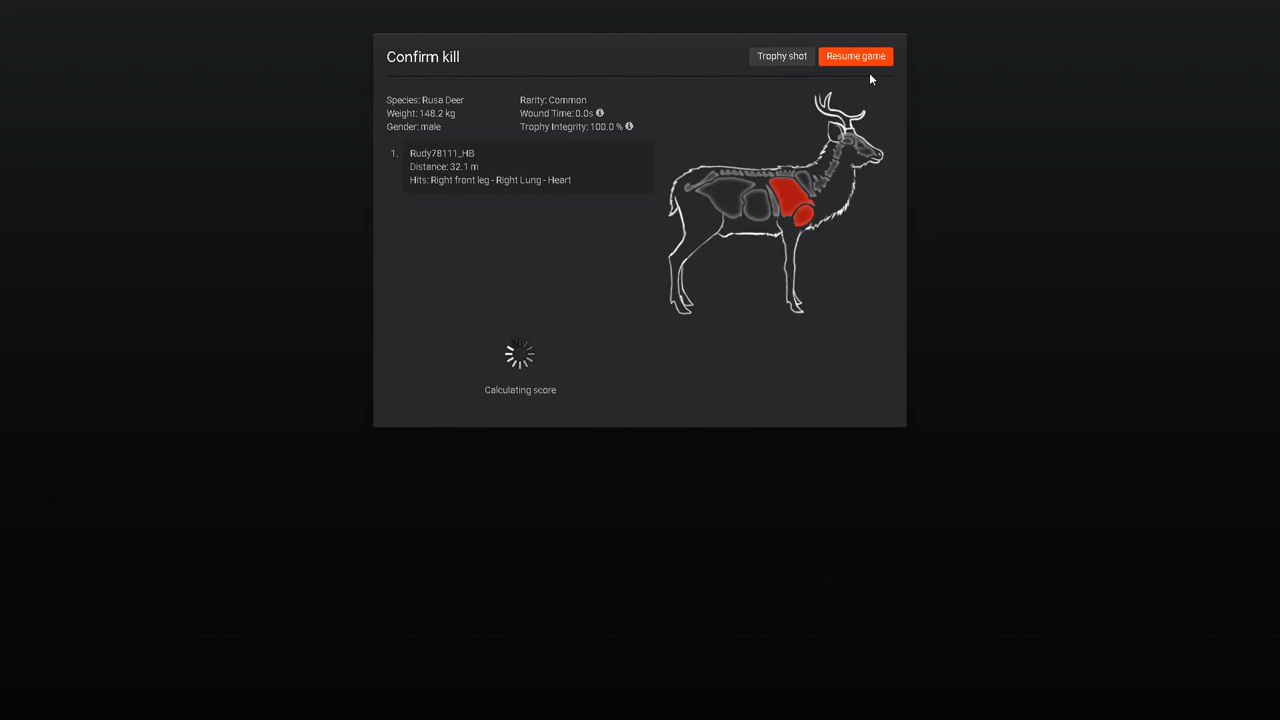 Confirm kill
Trophy shot
Resume game
Species: Rusa Deer
Weight: 148.2 kg
Gender: male
Rarity: Common
Wound Time: 0.0s
Trophy Integrity: 100.0 %
1.
Rudy78111_HB
Distance: 32.1 m
Hits: Right front leg - Right Lung - Heart
Calculating score